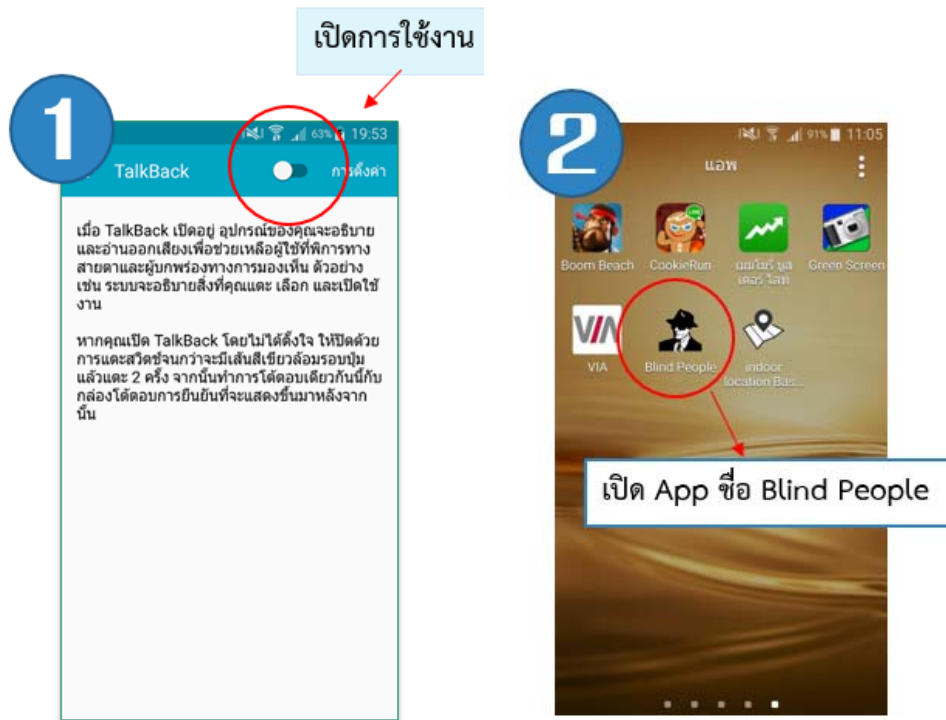 เปิดการใช้งาน
1
63% 19:53
TalkBack
การตั้งค่า
เมื่อ TalkBack เปิดอยู่ อุปกรณ์ของคุณจะอธิบาย
และอ่านออกเสียงเพื่อช่วยเหลือผู้ใช้ที่พิการทาง
สายตาและผู้บกพร่องทางการมองเห็น ตัวอย่าง
เช่น ระบบจะอธิบายสิ่งที่คุณแตะ เลือก และเปิดใช้
งาน
หากคุณเปิด TalkBack โดยไม่ได้ตั้งใจ ให้ปิดด้วย
การแตะสวิตช์จนกว่าจะมีเส้นสีเขียวล้อมรอบปุ่ม
แล้วแตะ 2 ครั้ง จากนั้นทำการโต้ตอบเดียวกันนี้กับ
กล่องโต้ตอบการยืนยันที่จะแสดงขึ้นมาหลังจาก
นั้น
2
91% 11:05
แอพ
Boom Beach
LINE
CookieRun
Green Screen
VIA
VIA
Blind People
indoor
location Bas...
เปิด App ชื่อ Blind People